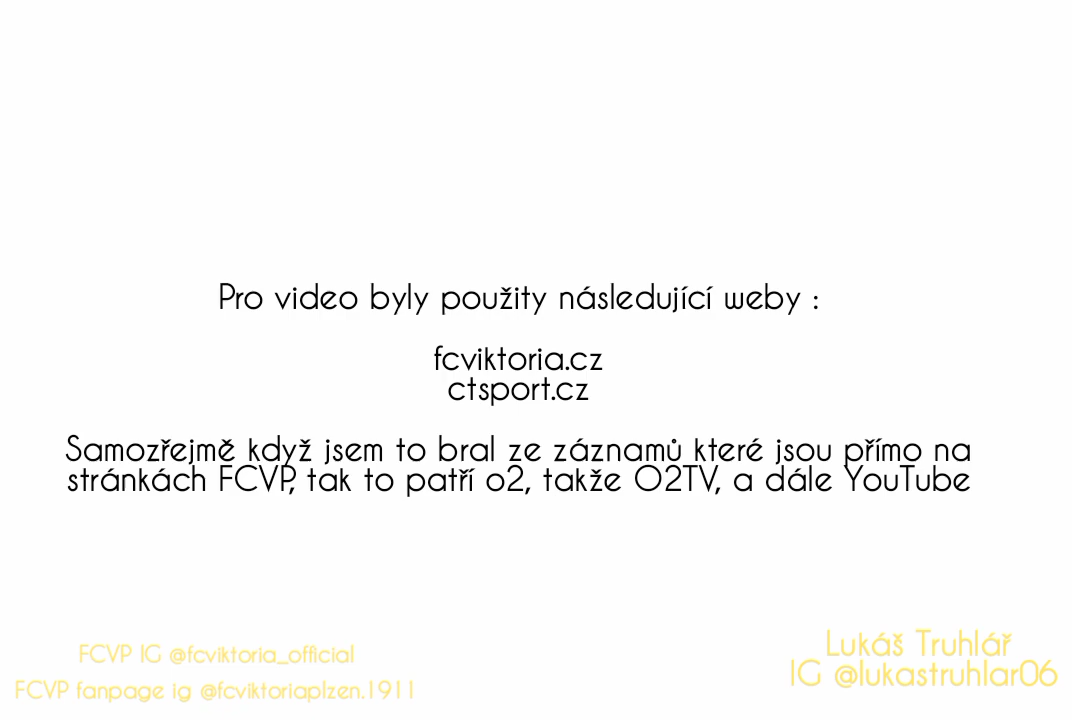 Pro video byly použity následující weby :
fcviktoria.cz
ctsport.cz
Samozřejmě když jsem to bral ze záznamů které jsou přímo na
stránkách FCVP, tak to patří o2, takže O2TV, a dále YouTube
FCVP IG @fcviktoria_official
FCVP fanpage ig @fcviktoriaplzen.1911
Lukáš Truhlář
IG @lukastruhlar06